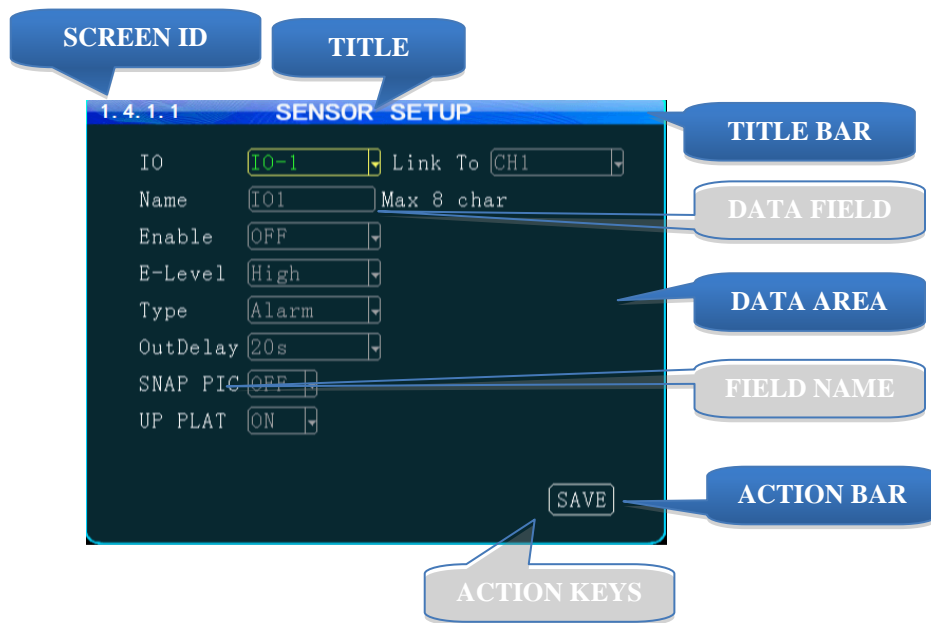 SCREEN ID
TITLE
1.4.1.1 SENSOR SETUP
TITLE BAR
IO IO-1 Link To CH1
Name IO1 Max 8 char
DATA FIELD
Enable OFF
E-Level High
DATA AREA
Type Alarm
OutDelay 20s
SNAP PIC OFF
FIELD NAME
UP PLAT ON
SAVE
ACTION BAR
ACTION KEYS